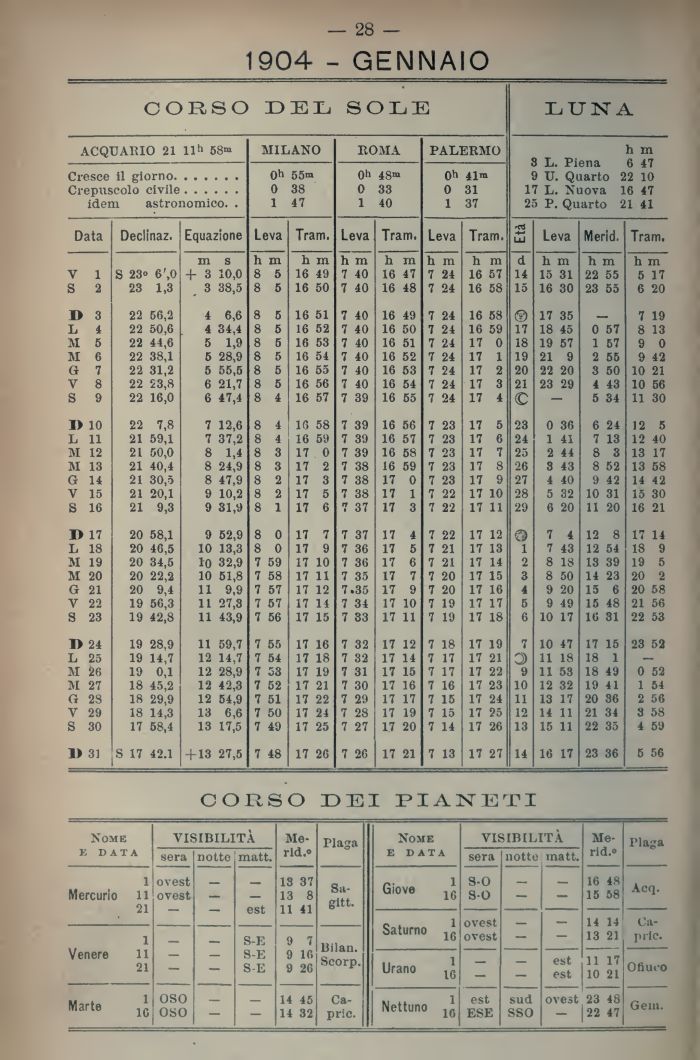 — 28 —
1904 - GENNAIO
CORSO DEL SOLE LUNA
ACQUARIO 21 11h 58m MILANO ROMA PALERMO h m
3 L. Piena 6 47
Cresce il giorno. . . . . . . 0h 55m 0h 48m 0h 41m 9 U. Quarto 22 10
Crepuscolo civile . . . . . . 0 38 0 33 0 31 17 L. Nuova 16 47
idem astronomico. . 1 47 1 40 1 37 25 P. Quarto 21 41
Data Declinaz. Equazione Leva Tram. Leva Tram. Leva Tram. Età Leva Merid. Tram.
m s h m h m h m h m h m h m d h m h m h m
V 1 S 23° 6',0 + 3 10,0 8 5 16 49 7 40 16 47 7 24 16 57 14 15 31 22 55 5 17
S 2 23 1,3 3 38,5 8 5 16 50 7 40 16 48 7 24 16 58 15 16 30 23 55 6 20
D 3 22 56,2 4 6,6 8 5 16 51 7 40 16 49 7 24 16 58 17 35 — 7 19
L 4 22 50,6 4 34,4 8 5 16 52 7 40 16 50 7 24 16 59 17 18 45 0 57 8 13
M 5 22 44,6 5 1,9 8 5 16 53 7 40 16 51 7 24 17 0 18 19 57 1 57 9 0
M 6 22 38,1 5 28,9 8 5 16 54 7 40 16 52 7 24 17 1 19 21 9 2 55 9 42
G 7 22 31,2 5 55,5 8 5 16 55 7 40 16 53 7 24 17 2 20 22 20 3 50 10 21
V 8 22 23,8 6 21,7 8 5 16 56 7 40 16 54 7 24 17 3 21 23 29 4 43 10 56
S 9 22 16,0 6 47,4 8 4 16 57 7 39 16 55 7 24 17 4 — 5 34 11 30
D 10 22 7,8 7 12,6 8 4 16 58 7 39 16 56 7 23 17 5 23 0 36 6 24 12 5
L 11 21 59,1 7 37,2 8 4 16 59 7 39 16 57 7 23 17 6 24 1 41 7 13 12 40
M 12 21 50,0 8 1,4 8 3 17 0 7 39 16 58 7 23 17 7 25 2 44 8 3 13 17
M 13 21 40,4 8 24,9 8 3 17 2 7 38 16 59 7 23 17 8 26 3 43 8 52 13 58
G 14 21 30,5 8 47,9 8 2 17 3 7 38 17 0 7 23 17 9 27 4 40 9 42 14 42
V 15 21 20,1 9 10,2 8 2 17 5 7 38 17 1 7 22 17 10 28 5 32 10 31 15 30
S 16 21 9,3 9 31,9 8 1 17 6 7 37 17 3 7 22 17 11 29 6 20 11 20 16 21
D 17 20 58,1 9 52,9 8 0 17 7 7 37 17 4 7 22 17 12 7 4 12 8 17 14
L 18 20 46,5 10 13,3 8 0 17 9 7 36 17 5 7 21 17 13 1 7 43 12 54 18 9
M 19 20 34,5 10 32,9 7 59 17 10 7 36 17 6 7 21 17 14 2 8 18 13 39 19 5
M 20 20 22,2 10 51,8 7 58 17 11 7 35 17 7 7 20 17 15 3 8 50 14 23 20 2
G 21 20 9,4 11 9,9 7 57 17 12 7.35 17 9 7 20 17 16 4 9 20 15 6 20 58
V 22 19 56,3 11 27,3 7 57 17 14 7 34 17 10 7 19 17 17 5 9 49 15 48 21 56
S 23 19 42,8 11 43,9 7 56 17 15 7 33 17 11 7 19 17 18 6 10 17 16 31 22 53
D 24 19 28,9 11 59,7 7 55 17 16 7 32 17 12 7 18 17 19 7 10 47 17 15 23 52
L 25 19 14,7 12 14,7 7 54 17 18 7 32 17 14 7 17 17 21 11 18 18 1 —
M 26 19 0,1 12 28,9 7 53 17 19 7 31 17 15 7 17 17 22 9 11 53 18 49 0 52
M 27 18 45,2 12 42,3 7 52 17 21 7 30 17 16 7 16 17 23 10 12 32 19 41 1 54
G 28 18 29,9 12 54,9 7 51 17 22 7 29 17 17 7 15 17 24 11 13 17 20 36 2 56
V 29 18 14,3 13 6,6 7 50 17 24 7 28 17 19 7 15 17 25 12 14 11 21 34 3 58
S 30 17 58,4 13 17,5 7 49 17 25 7 27 17 20 7 14 17 26 13 15 11 22 35 4 59
D 31 S 17 42.1 +13 27,5 7 48 17 26 7 26 17 21 7 13 17 27 14 16 17 23 36 5 56
CORSO DEI PIANETI
NOME E DATA VISIBILITÀ Merid.° Plaga NOME E DATA VISIBILITÀ Merid.° Plaga
sera notte matt. sera notte matt.
Mercurio 1 ovest — — 13 37 Sagitt.
11 ovest — — 13 8
21 — — est 11 41
Venere 1 — — S-E 9 7 Bilan.
11 — — S-E 9 16 Scorp.
21 — — S-E 9 26
Marte 1 OSO — — 14 45 Capric.
16 OSO — — 14 32
Giove 1 S-O — — 16 48 Acq.
16 S-O — — 15 58
Saturno 1 ovest — — 14 14 Capric.
16 ovest — — 13 21
Urano 1 — — est 11 17 Ofiuco
16 — — est 10 21
Nettuno 1 est sud ovest 23 48 Gem.
16 ESE SSO — 22 47